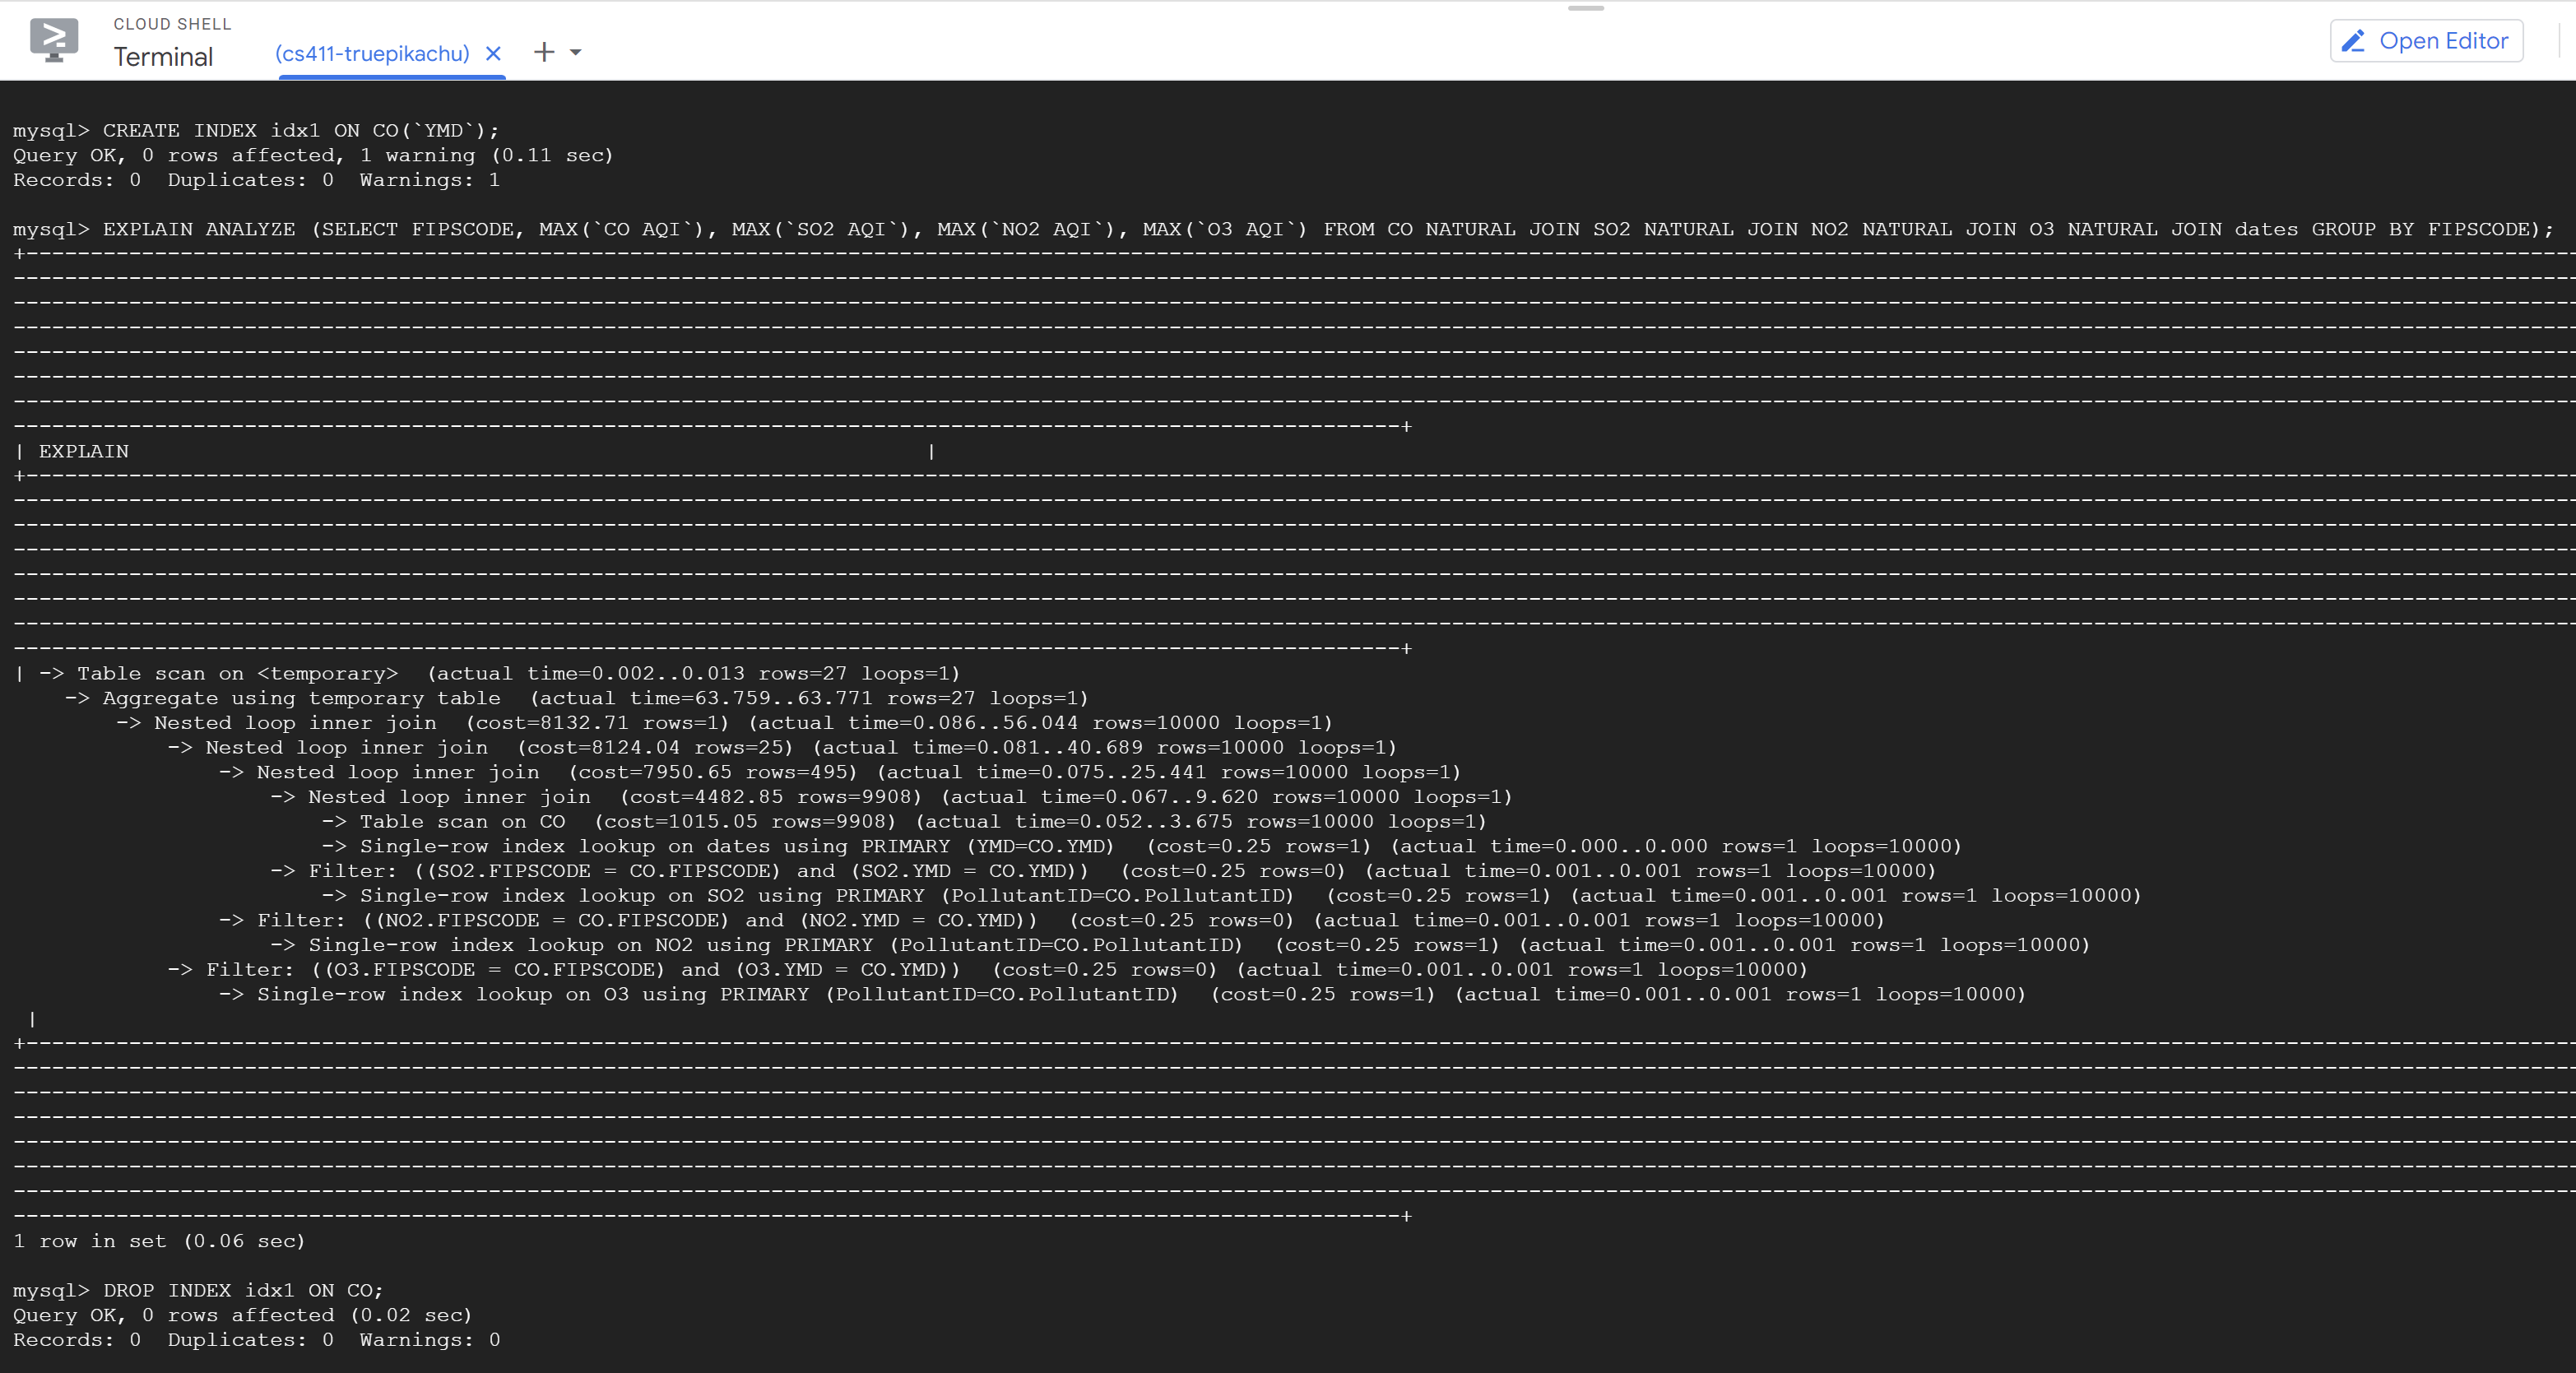 CLOUD SHELL
Terminal
(cs411-truepikachu)
Open Editor
mysql> CREATE INDEX idx1 ON CO(`YMD`);
Query OK, 0 rows affected, 1 warning (0.11 sec)
Records: 0  Duplicates: 0  Warnings: 1
mysql> EXPLAIN ANALYZE (SELECT FIPSCODE, MAX(`CO AQI`), MAX(`SO2 AQI`), MAX(`NO2 AQI`), MAX(`O3 AQI`) FROM CO NATURAL JOIN SO2 NATURAL JOIN NO2 NATURAL JOIN O3 NATURAL JOIN dates GROUP BY FIPSCODE);
| EXPLAIN |
| -> Table scan on <temporary>  (actual time=0.002..0.013 rows=27 loops=1)
-> Aggregate using temporary table  (actual time=63.759..63.771 rows=27 loops=1)
-> Nested loop inner join  (cost=8132.71 rows=1) (actual time=0.086..56.044 rows=10000 loops=1)
-> Nested loop inner join  (cost=8124.04 rows=25) (actual time=0.081..40.689 rows=10000 loops=1)
-> Nested loop inner join  (cost=7950.65 rows=495) (actual time=0.075..25.441 rows=10000 loops=1)
-> Nested loop inner join  (cost=4482.85 rows=9908) (actual time=0.067..9.620 rows=10000 loops=1)
-> Table scan on CO  (cost=1015.05 rows=9908) (actual time=0.052..3.675 rows=10000 loops=1)
-> Single-row index lookup on dates using PRIMARY (YMD=CO.YMD)  (cost=0.25 rows=1) (actual time=0.000..0.000 rows=1 loops=10000)
-> Filter: ((SO2.FIPSCODE = CO.FIPSCODE) and (SO2.YMD = CO.YMD))  (cost=0.25 rows=0) (actual time=0.001..0.001 rows=1 loops=10000)
-> Single-row index lookup on SO2 using PRIMARY (PollutantID=CO.PollutantID)  (cost=0.25 rows=1) (actual time=0.001..0.001 rows=1 loops=10000)
-> Filter: ((NO2.FIPSCODE = CO.FIPSCODE) and (NO2.YMD = CO.YMD))  (cost=0.25 rows=0) (actual time=0.001..0.001 rows=1 loops=10000)
-> Single-row index lookup on NO2 using PRIMARY (PollutantID=CO.PollutantID)  (cost=0.25 rows=1) (actual time=0.001..0.001 rows=1 loops=10000)
-> Filter: ((O3.FIPSCODE = CO.FIPSCODE) and (O3.YMD = CO.YMD))  (cost=0.25 rows=0) (actual time=0.001..0.001 rows=1 loops=10000)
-> Single-row index lookup on O3 using PRIMARY (PollutantID=CO.PollutantID)  (cost=0.25 rows=1) (actual time=0.001..0.001 rows=1 loops=10000)
|
1 row in set (0.06 sec)
mysql> DROP INDEX idx1 ON CO;
Query OK, 0 rows affected (0.02 sec)
Records: 0  Duplicates: 0  Warnings: 0